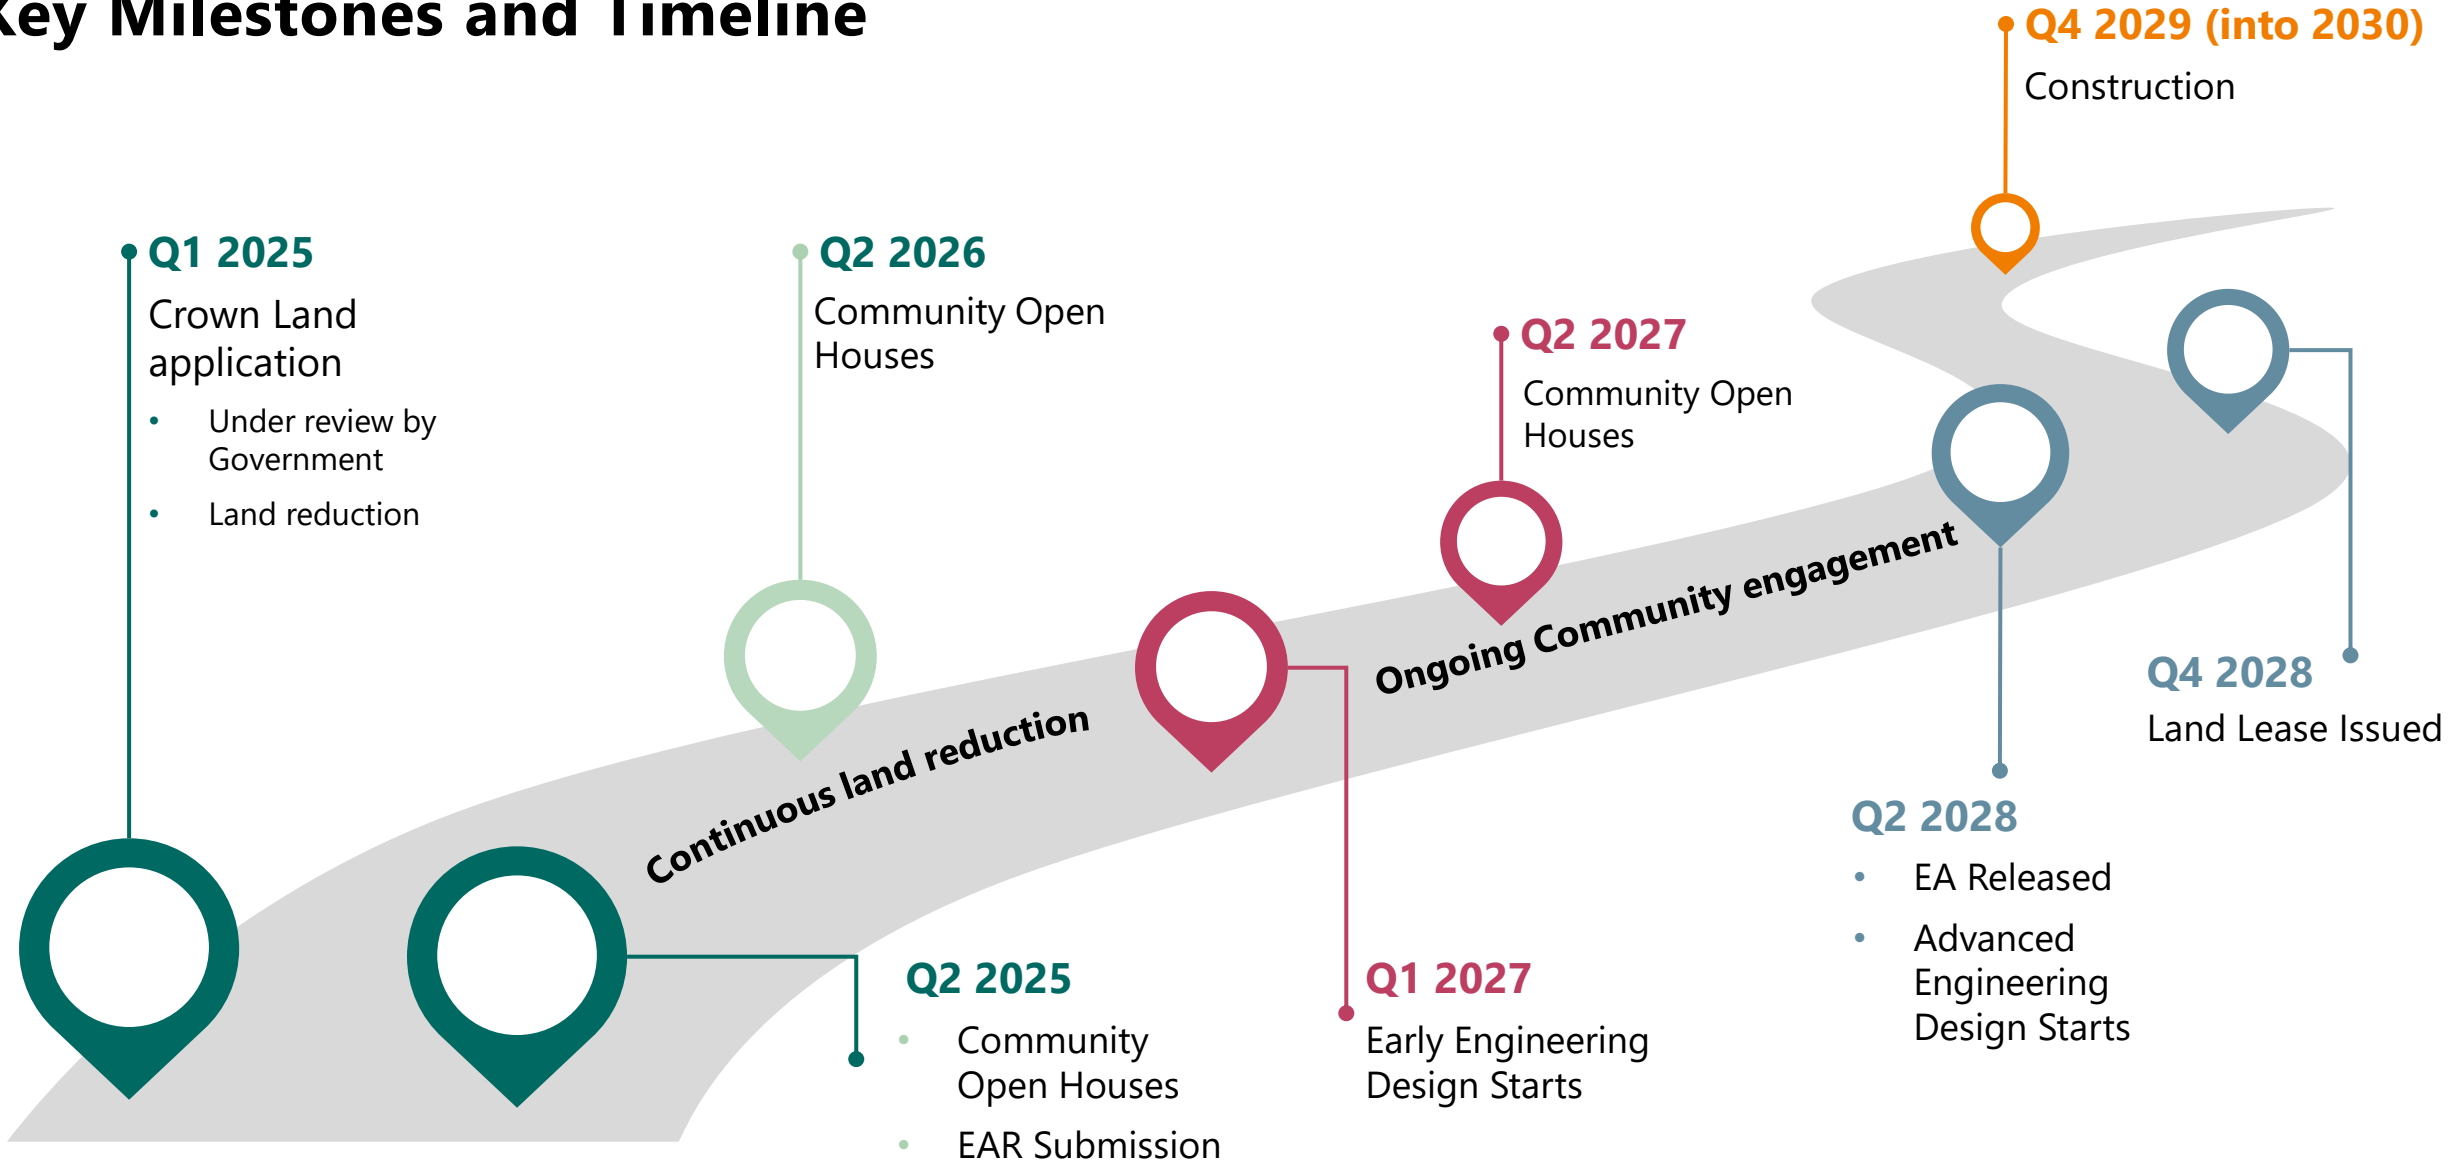 Key Milestones and Timeline
Q4 2029 (into 2030)
Construction
Q1 2025
Crown Land
application
• Under review by
Government
• Land reduction
Q2 2026
Community Open
Houses
Q2 2027
Community Open
Houses
Ongoing Community engagement
Continuous land reduction
Q4 2028
Land Lease Issued
Q2 2028
• EA Released
• Advanced
Engineering
Design Starts
Q2 2025
• Community
Open Houses
• EAR Submission
Q1 2027
Early Engineering
Design Starts